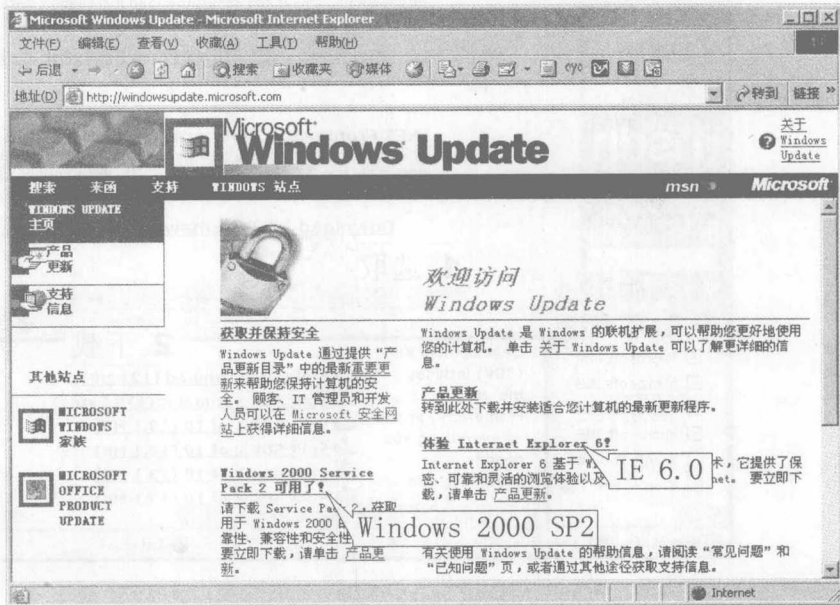 Microsoft Windows Update - Microsoft Internet Explorer
文件(F) 编辑(E) 查看(V) 收藏(A) 工具(T) 帮助(H)
后退 搜索 收藏夹 媒体
地址(D) http://windowsupdate.microsoft.com 转到 链接 »
Microsoft
Windows Update
关于
Windows
Update
搜索 来函 支持 WINDOWS 站点 msn Microsoft
WINDOWS UPDATE
主页
产品
更新
支持
信息
其他站点
MICROSOFT
WINDOWS
家族
MICROSOFT
OFFICE
PRODUCT
UPDATE
获取并保持安全
Windows Update 通过提供“产
品更新目录”中的最新重要更
新来帮助您保持计算机的安
全。 顾客、IT 管理员和开发
人员可以在 Microsoft 安全网
站上获得详细信息。
Windows 2000 Service
Pack 2 可用了!
请下载 Service Pack 2,获取
用于 Windows 2000
靠性、兼容性和安全性
要立即下载,请单击 产品更
新。
Windows 2000 SP2
欢迎访问
Windows Update
Windows Update 是 Windows 的联机扩展,可以帮助您更好地使用
您的计算机。 单击 关于 Windows Update 可以了解更详细的信
息。
产品更新
转到此处下载并安装适合您计算机的最新更新程序。
体验 Internet Explorer 6!
Internet Explorer 6 基于 术,它提供了保
密、可靠和灵活的浏览体验以及 net。 要立即下
载,请单击 产品更新。
IE 6.0
有关使用 Windows Update 的帮助信息,请阅读“常见问题”和
“已知问题”页,或者通过其他途径获取支持信息。
Internet